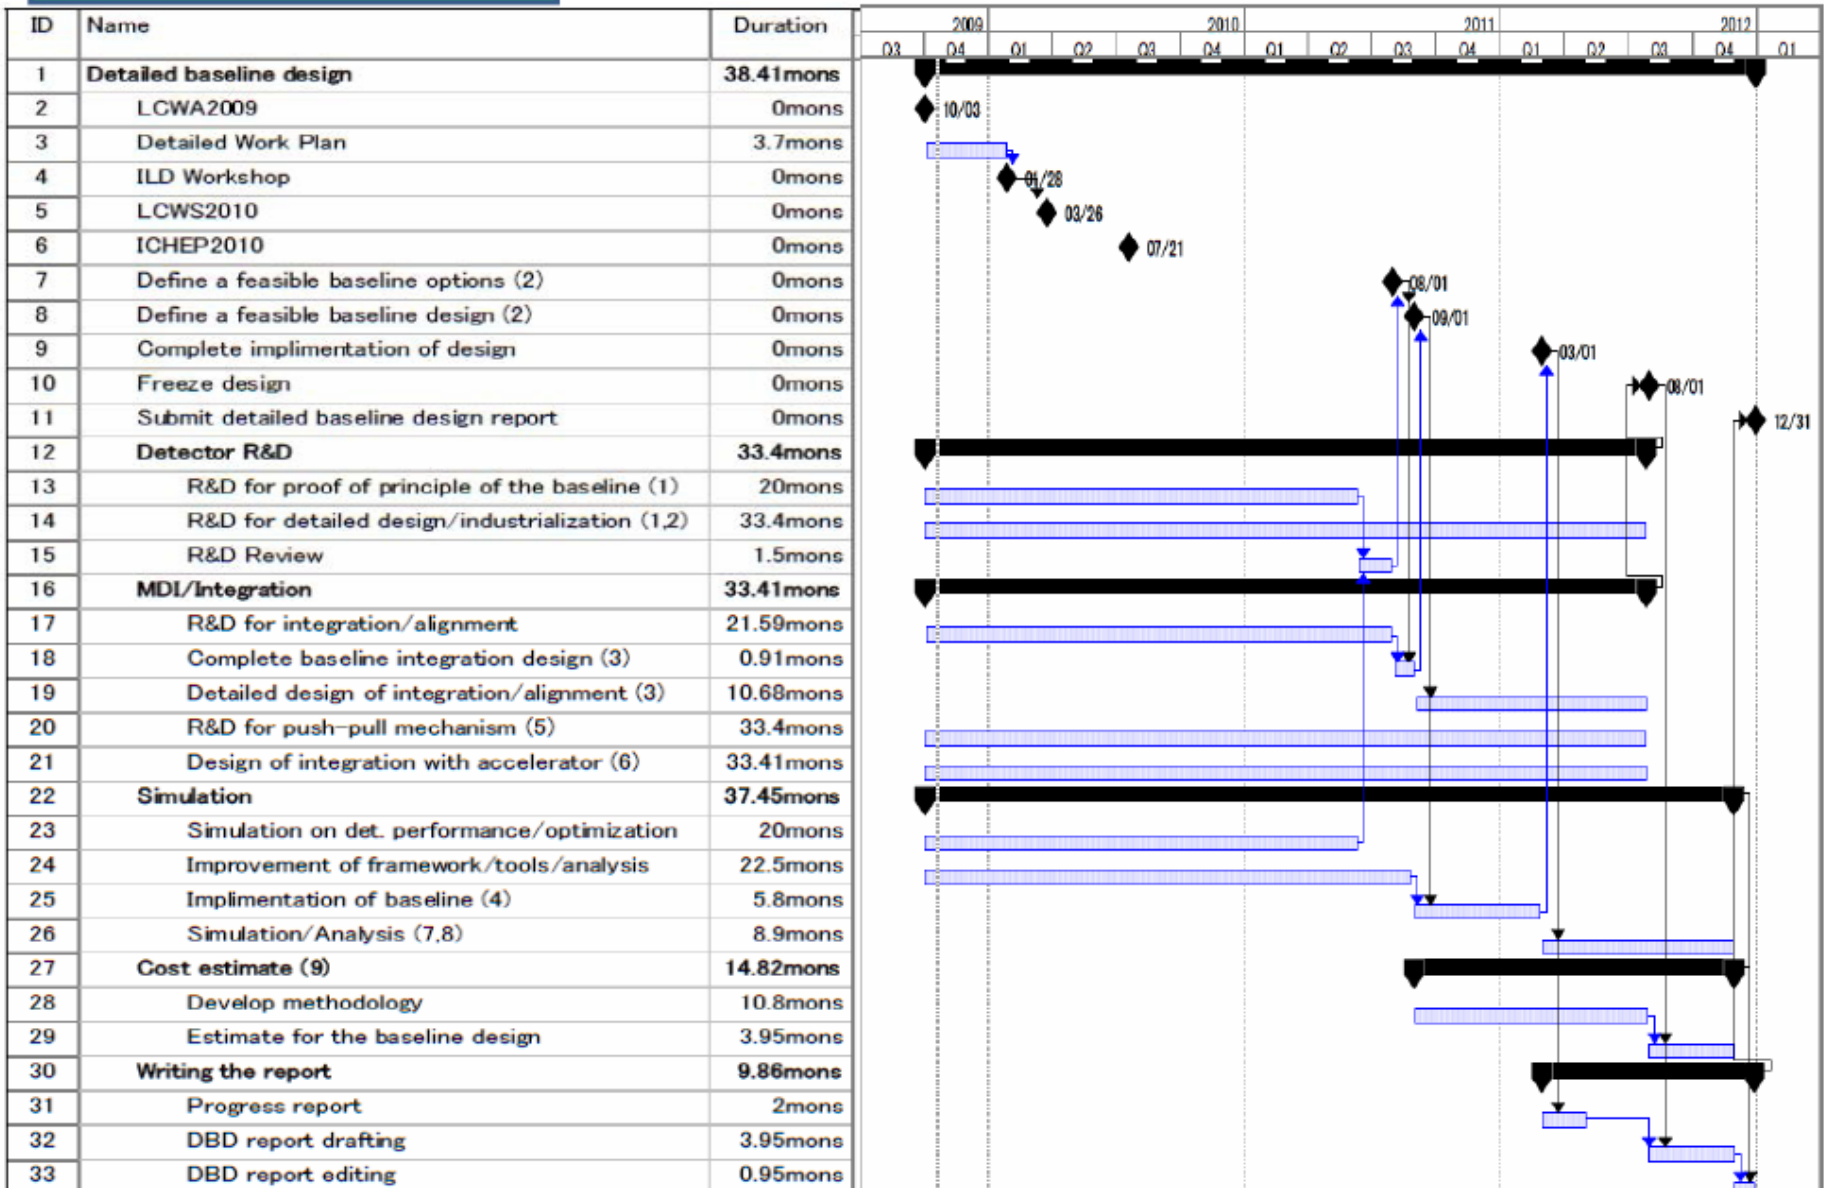 ID Name Duration
2009 2010 2011 2012
Q3 Q4 Q1 Q2 Q3 Q4 Q1 Q2 Q3 Q4 Q1 Q2 Q3 Q4 Q1
1 Detailed baseline design 38.41mons
2 LCWA2009 0mons 10/03
3 Detailed Work Plan 3.7mons
4 ILD Workshop 0mons 01/28
5 LCWS2010 0mons 03/26
6 ICHEP2010 0mons 07/21
7 Define a feasible baseline options (2) 0mons 08/01
8 Define a feasible baseline design (2) 0mons 09/01
9 Complete implimentation of design 0mons 03/01
10 Freeze design 0mons 08/01
11 Submit detailed baseline design report 0mons 12/31
12 Detector R&D 33.4mons
13 R&D for proof of principle of the baseline (1) 20mons
14 R&D for detailed design/industrialization (1,2) 33.4mons
15 R&D Review 1.5mons
16 MDI/Integration 33.41mons
17 R&D for integration/alignment 21.59mons
18 Complete baseline integration design (3) 0.91mons
19 Detailed design of integration/alignment (3) 10.68mons
20 R&D for push-pull mechanism (5) 33.4mons
21 Design of integration with accelerator (6) 33.41mons
22 Simulation 37.45mons
23 Simulation on det. performance/optimization 20mons
24 Improvement of framework/tools/analysis 22.5mons
25 Implimentation of baseline (4) 5.8mons
26 Simulation/Analysis (7,8) 8.9mons
27 Cost estimate (9) 14.82mons
28 Develop methodology 10.8mons
29 Estimate for the baseline design 3.95mons
30 Writing the report 9.86mons
31 Progress report 2mons
32 DBD report drafting 3.95mons
33 DBD report editing 0.95mons